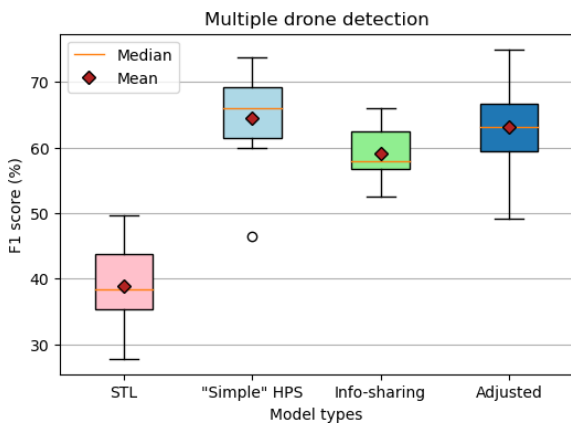 Multiple drone detection
Median
Mean
F1 score (%)
70
60
50
40
30
STL
"Simple" HPS
Info-sharing
Adjusted
Model types